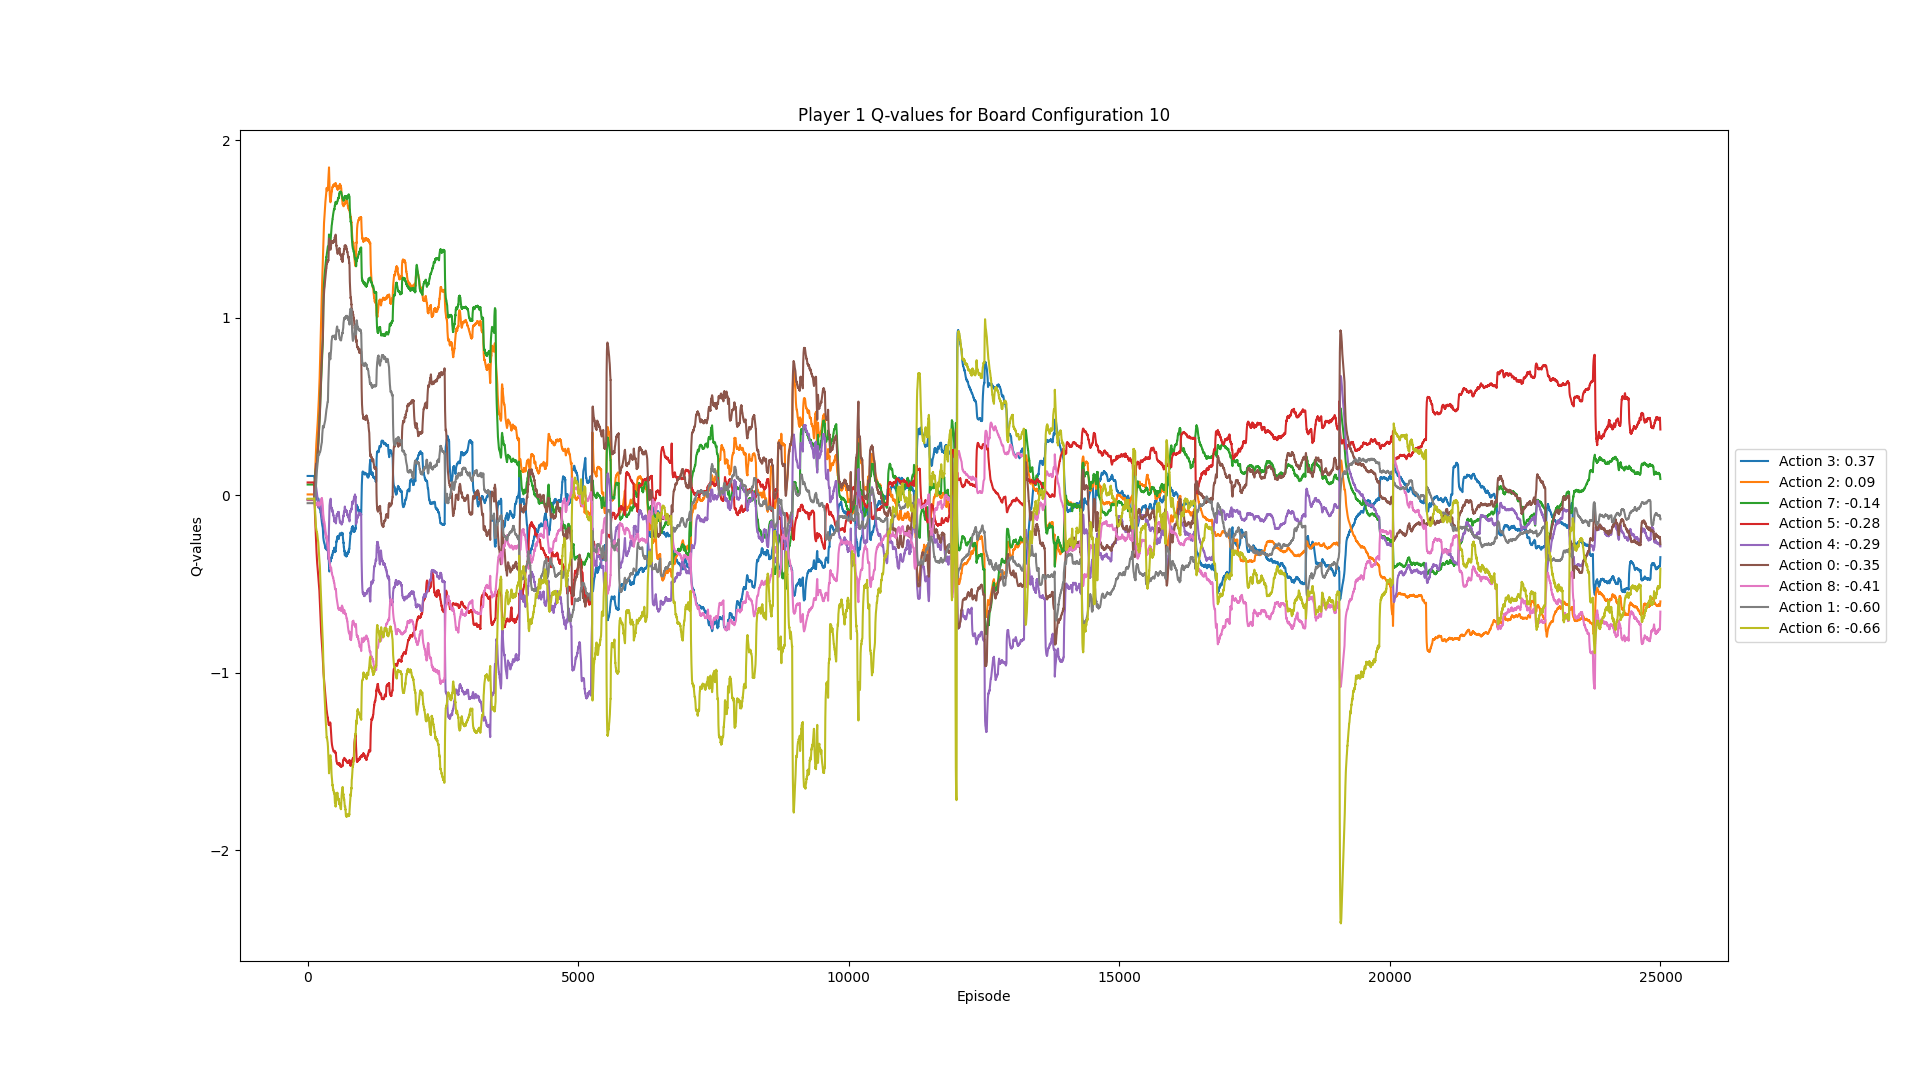 Player 1 Q-values for Board Configuration 10
2
1
0
−1
−2
Q-values
0
5000
10000
15000
20000
25000
Episode
Action 3: 0.37
Action 2: 0.09
Action 7: -0.14
Action 5: -0.28
Action 4: -0.29
Action 0: -0.35
Action 8: -0.41
Action 1: -0.60
Action 6: -0.66